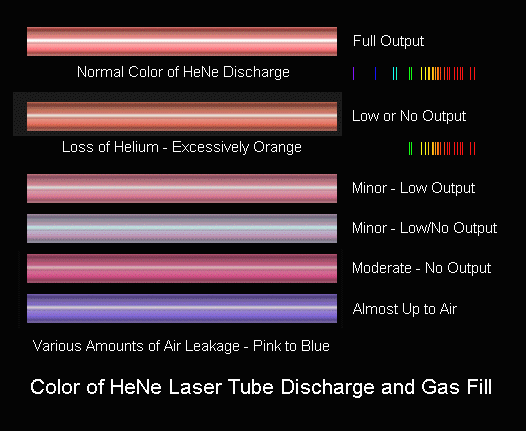 Full Output
Normal Color of HeNe Discharge
Low or No Output
Loss of Helium - Excessively Orange
Minor - Low Output
Minor - Low/No Output
Moderate - No Output
Almost Up to Air
Various Amounts of Air Leakage - Pink to Blue
Color of HeNe Laser Tube Discharge and Gas Fill